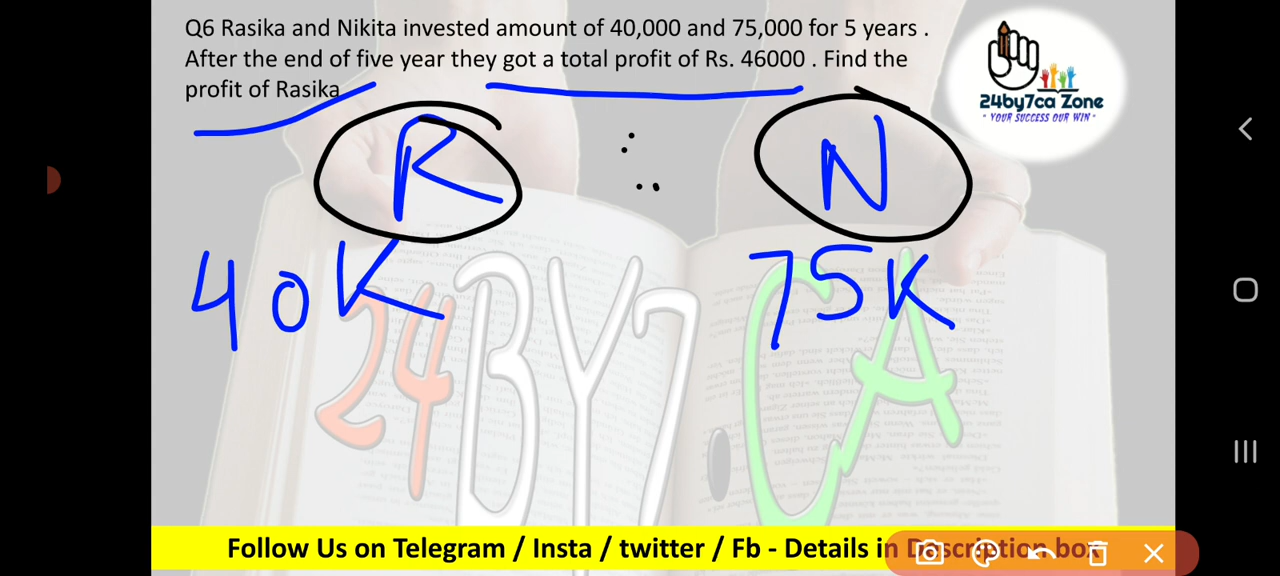 Q6 Rasika and Nikita invested amount of 40,000 and 75,000 for 5 years .
After the end of five year they got a total profit of Rs. 46000 . Find the
profit of Rasika
24by7ca Zone
" YOUR SUCCESS OUR WIN "
R : N
40K 75K
24BY7.CA
Follow Us on Telegram / Insta / twitter / Fb - Details in Description box